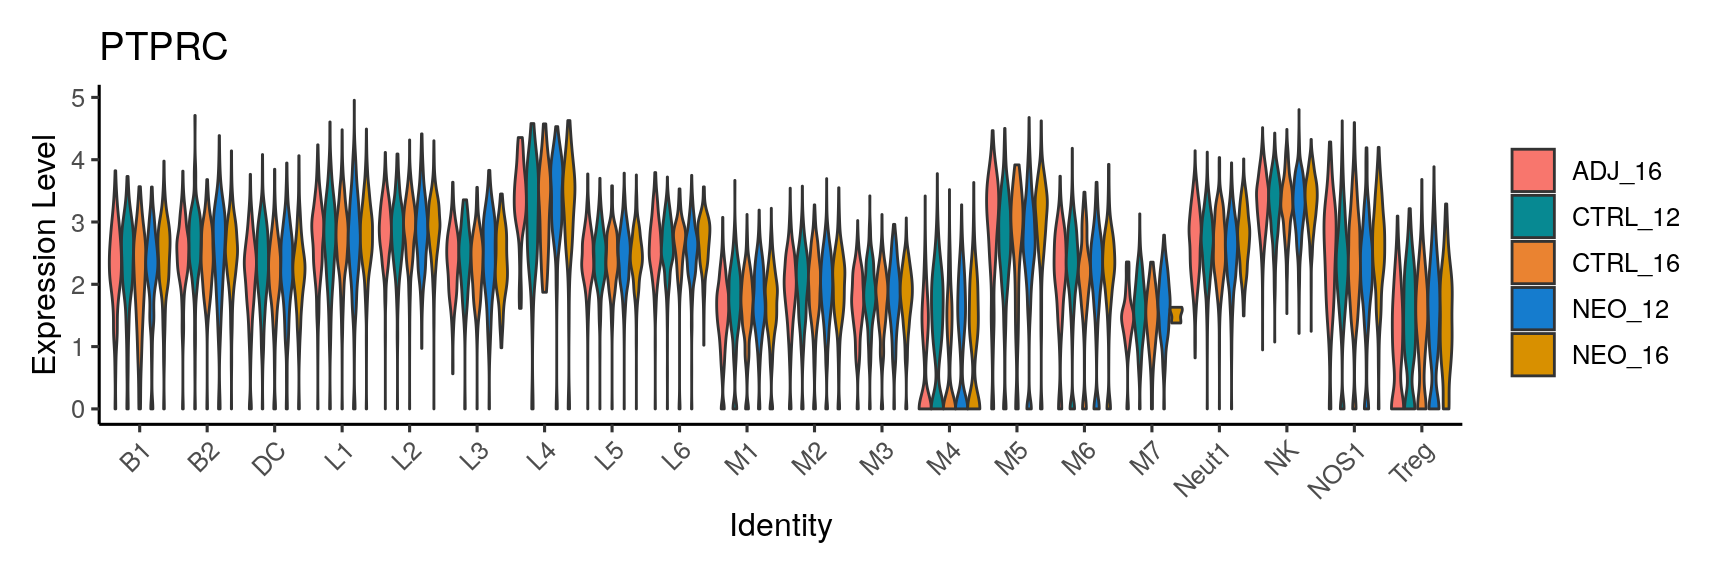 PTPRC
Expression Level
5
4
3
2
1
0
B1
B2
DC
L1
L2
L3
L4
L5
L6
M1
M2
M3
M4
M5
M6
M7
Neut1
NK
NOS1
Treg
Identity
ADJ_16
CTRL_12
CTRL_16
NEO_12
NEO_16